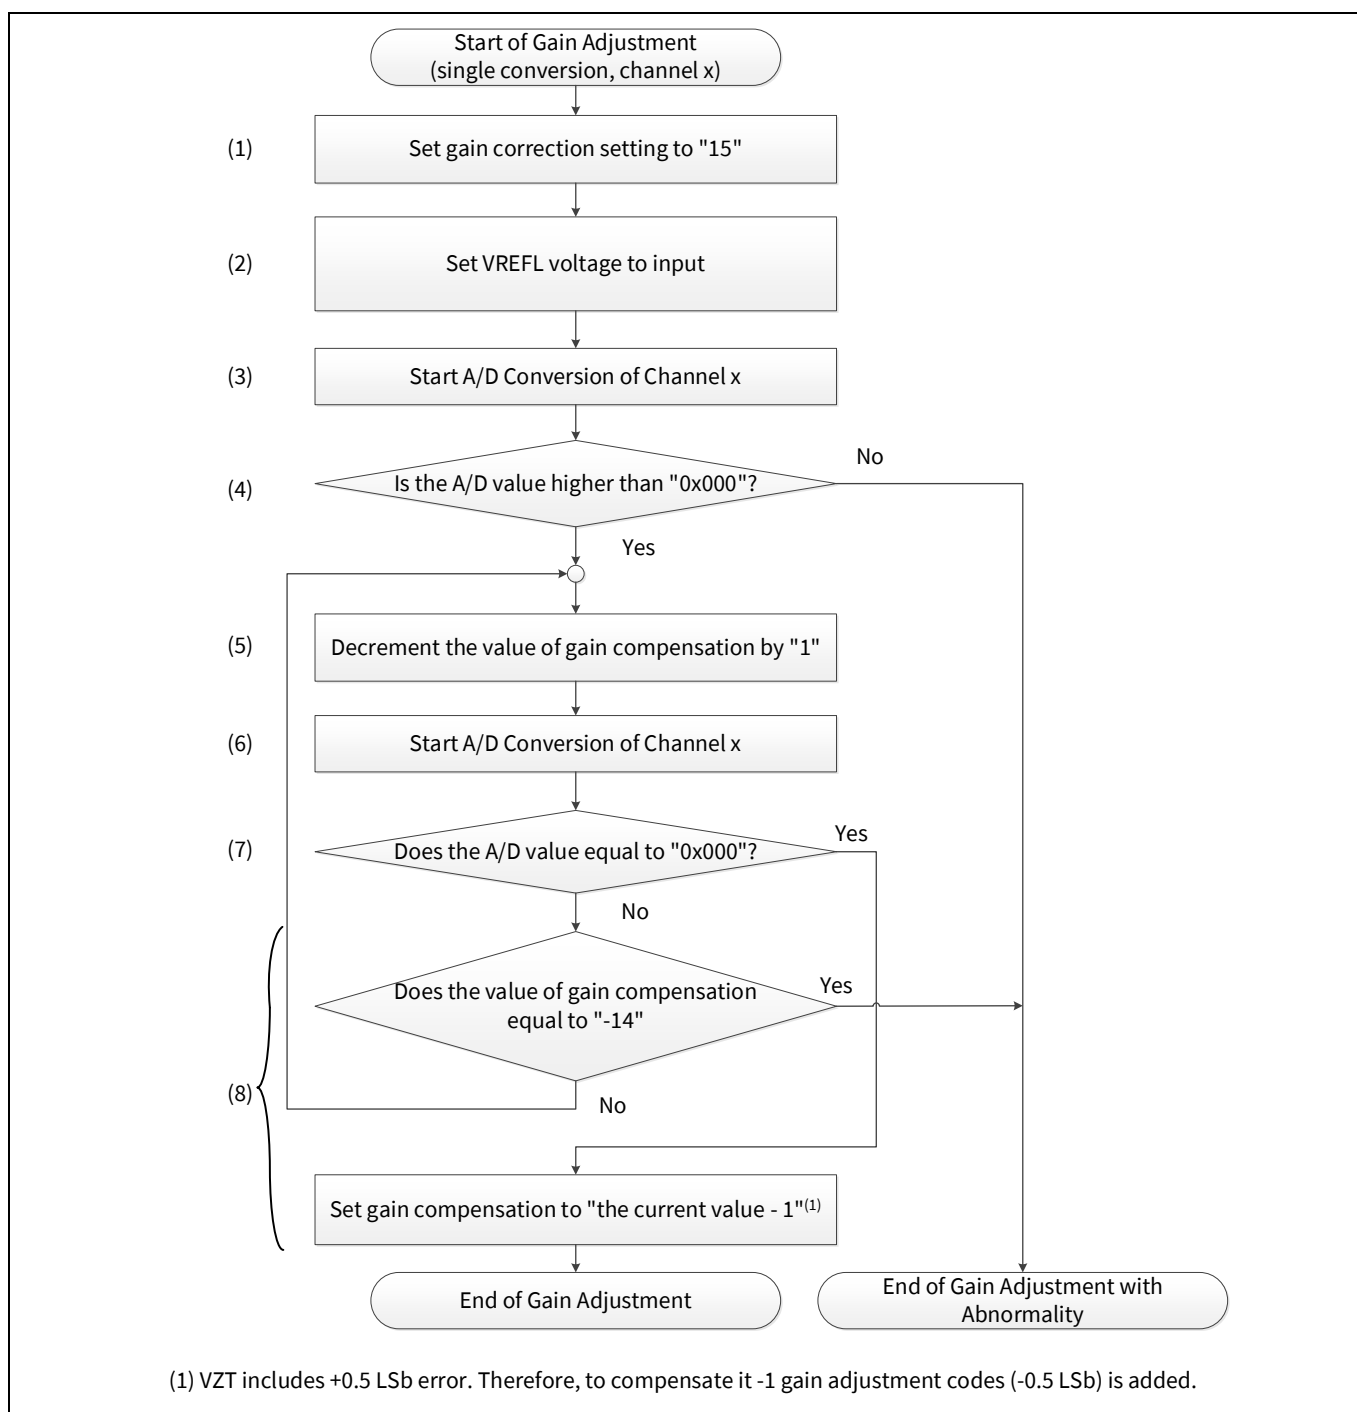 Start of Gain Adjustment
(single conversion, channel x)
(1)
Set gain correction setting to "15"
(2)
Set VREFL voltage to input
(3)
Start A/D Conversion of Channel x
No
(4)
Is the A/D value higher than "0x000"?
Yes
(5)
Decrement the value of gain compensation by "1"
(6)
Start A/D Conversion of Channel x
Yes
(7)
Does the A/D value equal to "0x000"?
No
Does the value of gain compensation
equal to "-14"
Yes
(8)
No
Set gain compensation to "the current value - 1"(1)
End of Gain Adjustment
End of Gain Adjustment with
Abnormality
(1) VZT includes +0.5 LSb error. Therefore, to compensate it -1 gain adjustment codes (-0.5 LSb) is added.